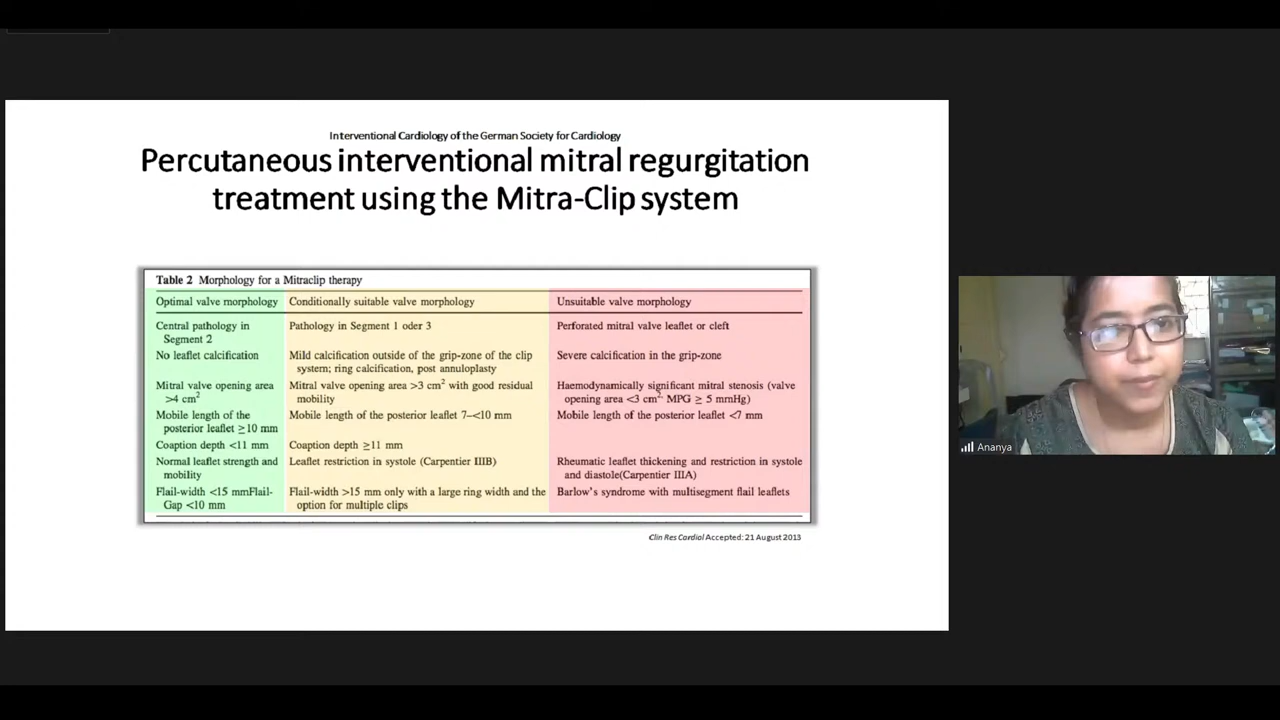 Interventional Cardiology of the German Society for Cardiology
Percutaneous interventional mitral regurgitation
treatment using the Mitra-Clip system
Table 2 Morphology for a Mitraclip therapy
Optimal valve morphology Conditionally suitable valve morphology Unsuitable valve morphology
Central pathology in Pathology in Segment 1 oder 3 Perforated mitral valve leaflet or cleft
Segment 2
No leaflet calcification Mild calcification outside of the grip-zone of the clip Severe calcification in the grip-zone
system; ring calcification, post annuloplasty
Mitral valve opening area Mitral valve opening area >3 cm² with good residual Haemodynamically significant mitral stenosis (valve
>4 cm² mobility opening area <3 cm², MPG ≥ 5 mmHg)
Mobile length of the Mobile length of the posterior leaflet 7–<10 mm Mobile length of the posterior leaflet <7 mm
posterior leaflet ≥10 mm
Coaption depth <11 mm Coaption depth ≥11 mm
Normal leaflet strength and Leaflet restriction in systole (Carpentier IIIB) Rheumatic leaflet thickening and restriction in systole
mobility and diastole(Carpentier IIIA)
Flail-width <15 mmFlail- Flail-width >15 mm only with a large ring width and the Barlow's syndrome with multisegment flail leaflets
Gap <10 mm option for multiple clips
Clin Res Cardiol Accepted: 21 August 2013
Ananya